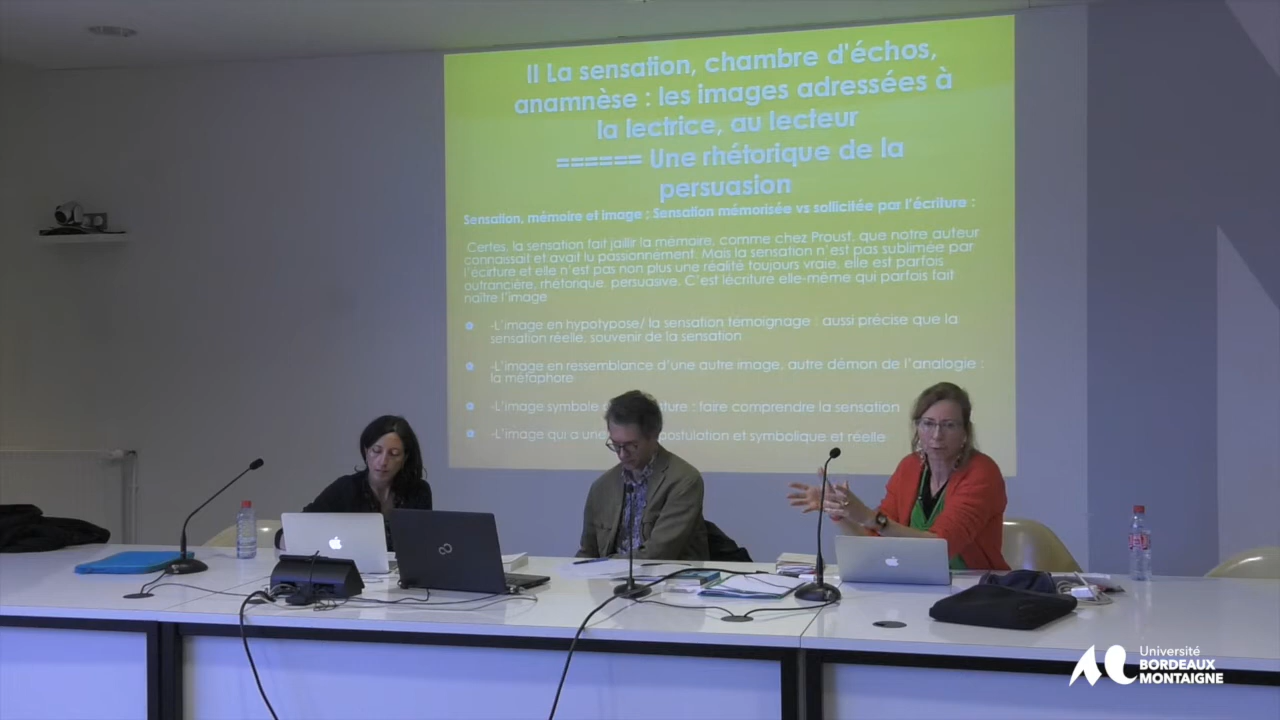 II La sensation, chambre d'échos,
anamnèse : les images adressées à
la lectrice, au lecteur
====== Une rhétorique de la
persuasion
Sensation, mémoire et image : Sensation mémorisée vs sollicitée par l'écriture :
Certes, la sensation fait jaillir la mémoire, comme chez Proust, que notre auteur
connaissait et avait lu passionnément. Mais la sensation n'est pas sublimée par
l'écriture et elle n'est pas non plus une réalité toujours vraie, elle est parfois
outrancière, rhétorique, persuasive. C'est l'écriture elle-même qui parfois fait
naître l'image
-L'image en hypotypose/ la sensation témoignage : aussi précise que la
sensation réelle, souvenir de la sensation
-L'image en ressemblance d'une autre image, autre démon de l'analogie :
la métaphore
-L'image symbole : faire comprendre la sensation
-L'image qui a une postulation et symbolique et réelle
Université
BORDEAUX
MONTAIGNE